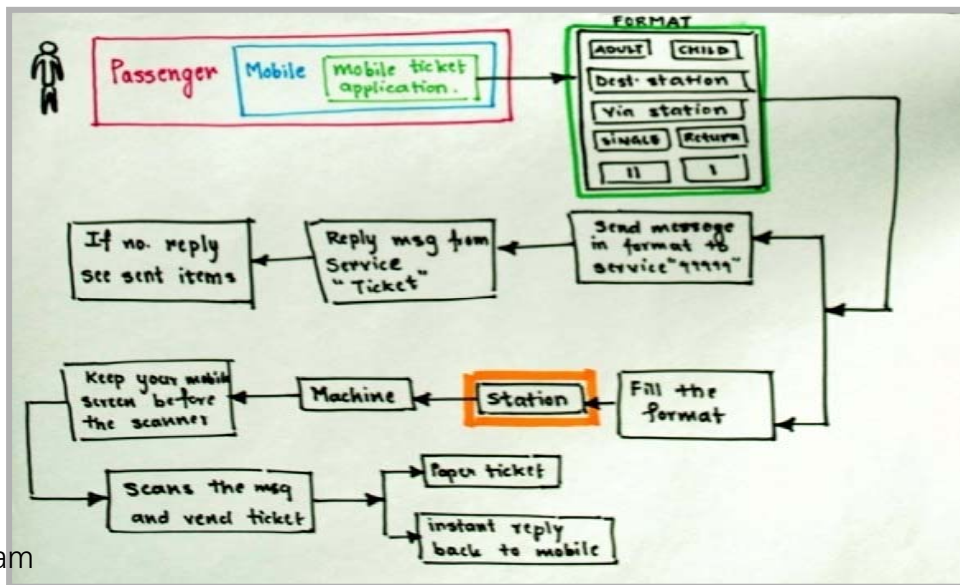 FORMAT
ADULT CHILD
Passenger
Mobile
mobile ticket
application.
Dest. station
Via station
SINGLE Return
II I
If no. reply
see sent items
Reply msg from
Service
"Ticket"
Send message
in format to
service "99999"
Keep your mobile
screen before
the scanner
Machine
Station
Fill the
format
Scans the msg
and vend ticket
Paper ticket
instant reply
back to mobile
am